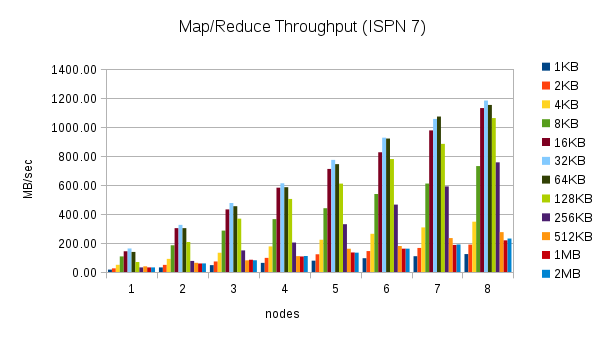 Map/Reduce Throughput (ISPN 7)
1400.00
1200.00
1000.00
800.00
600.00
400.00
200.00
0.00
MB/sec
1 2 3 4 5 6 7 8
nodes
1KB
2KB
4KB
8KB
16KB
32KB
64KB
128KB
256KB
512KB
1MB
2MB